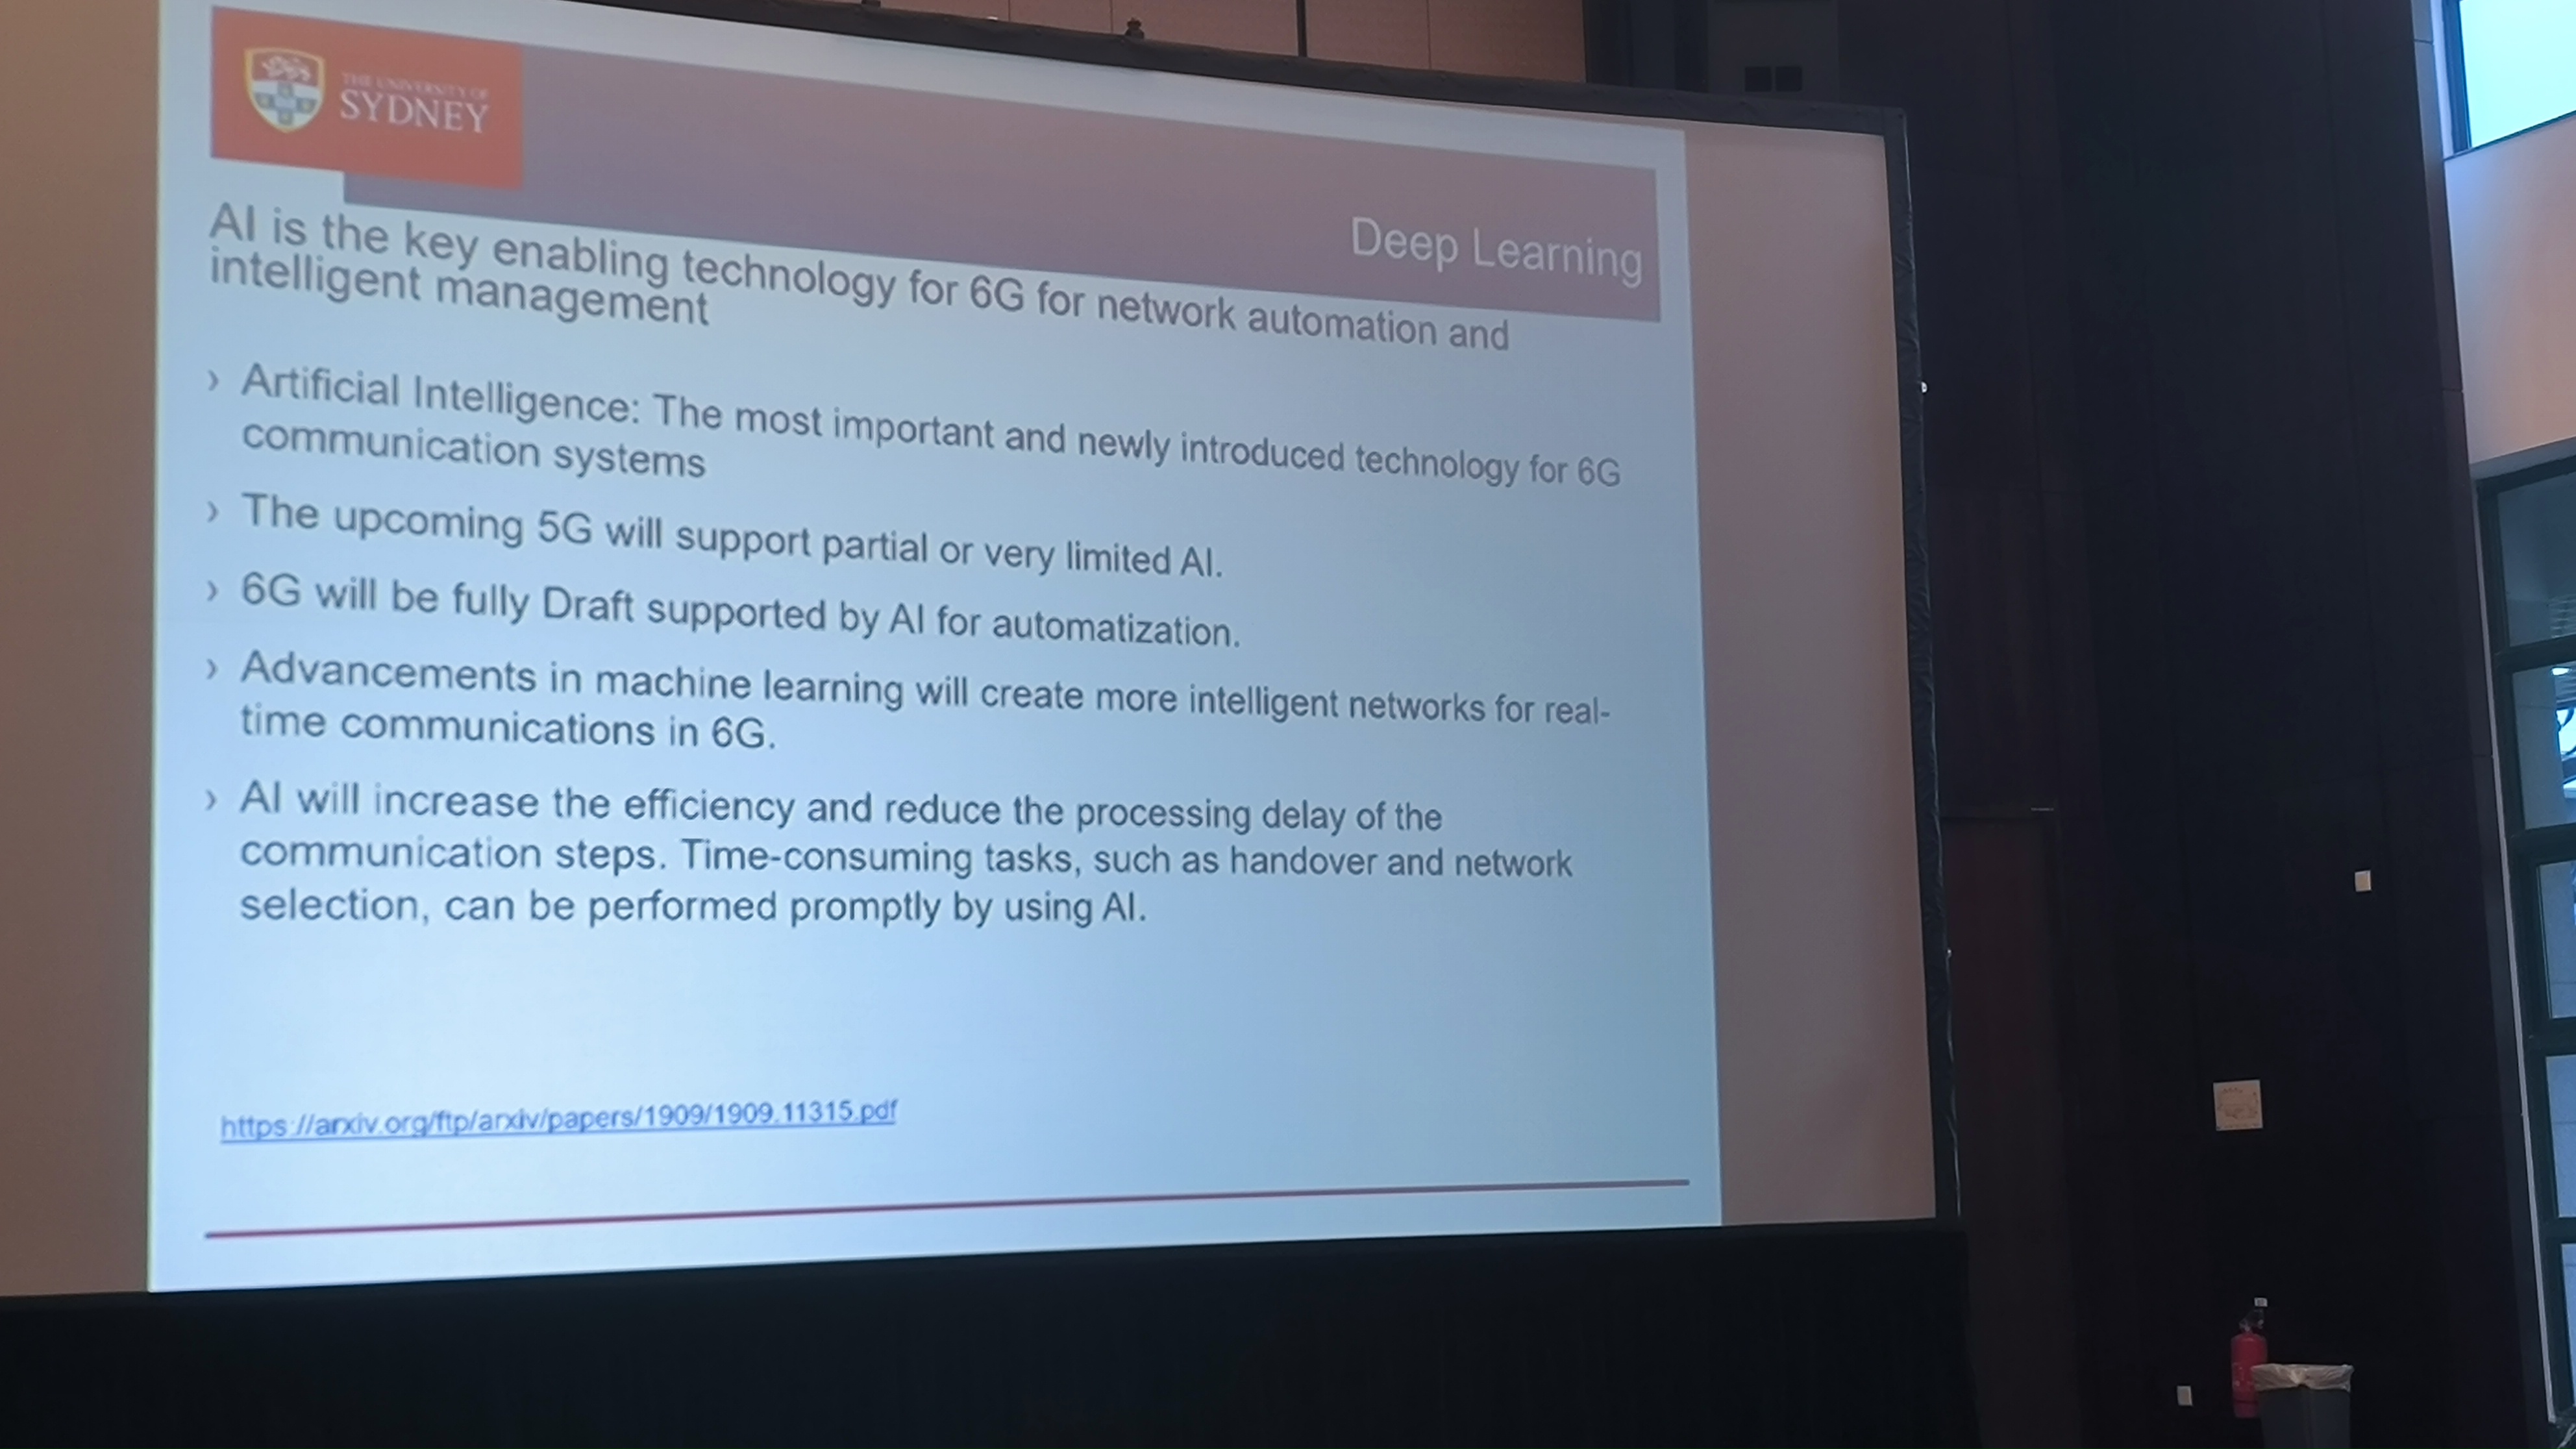 THE UNIVERSITY OF
SYDNEY
Deep Learning
AI is the key enabling technology for 6G for network automation and
intelligent management
› Artificial Intelligence: The most important and newly introduced technology for 6G
communication systems
› The upcoming 5G will support partial or very limited AI.
› 6G will be fully Draft supported by AI for automatization.
› Advancements in machine learning will create more intelligent networks for real-
time communications in 6G.
› AI will increase the efficiency and reduce the processing delay of the
communication steps. Time-consuming tasks, such as handover and network
selection, can be performed promptly by using AI.
https://arxiv.org/ftp/arxiv/papers/1909/1909.11315.pdf